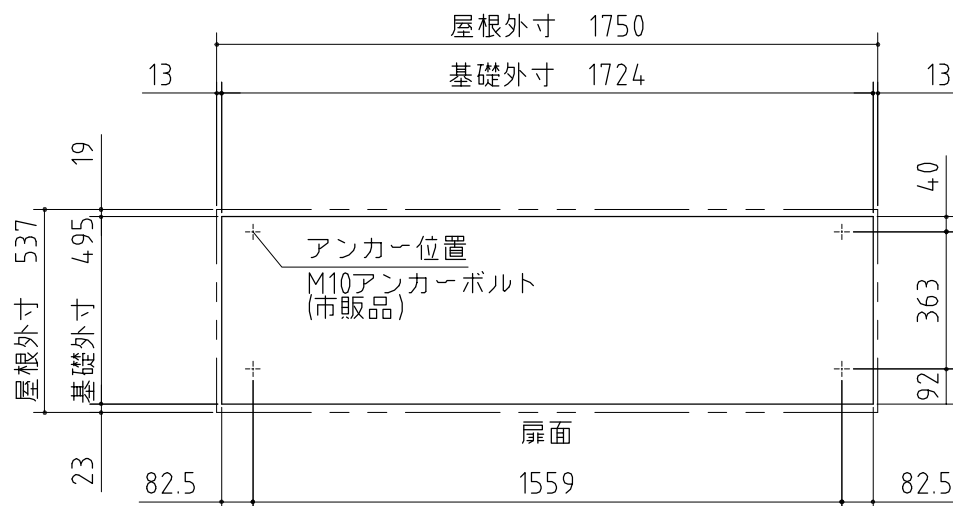 屋根外寸 1750
13
基礎外寸 1724
13
19
40
屋根外寸 537
基礎外寸 495
アンカー位置
M10アンカーボルト
(市販品)
363
92
扉面
23
82.5
1559
82.5